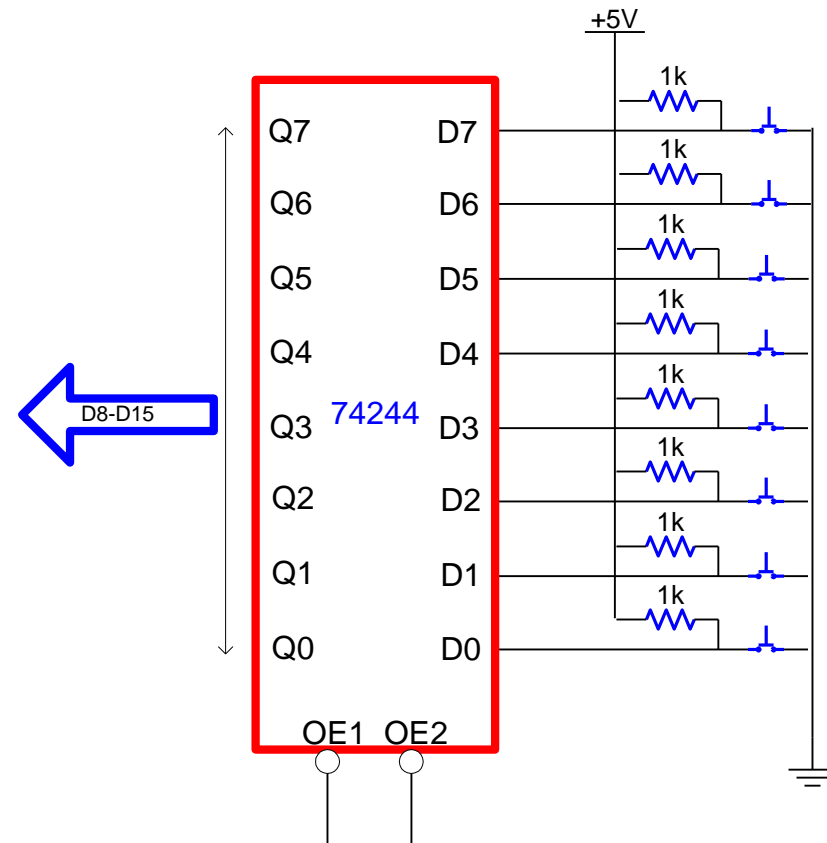 +5V
1k
Q7 D7
1k
Q6 D6
1k
Q5 D5
1k
Q4 D4
1k
D8-D15 Q3 74244 D3
1k
Q2 D2
1k
Q1 D1
1k
Q0 D0
OE1 OE2